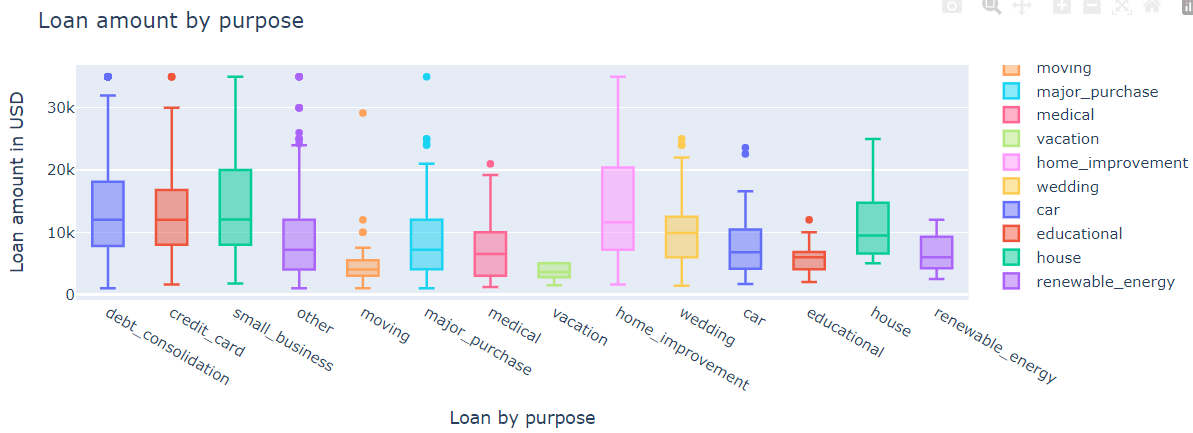 Loan amount by purpose
Loan amount in USD
30k
20k
10k
0
debt_consolidation
credit_card
small_business
other
moving
major_purchase
medical
vacation
home_improvement
wedding
car
educational
house
renewable_energy
Loan by purpose
moving
major_purchase
medical
vacation
home_improvement
wedding
car
educational
house
renewable_energy